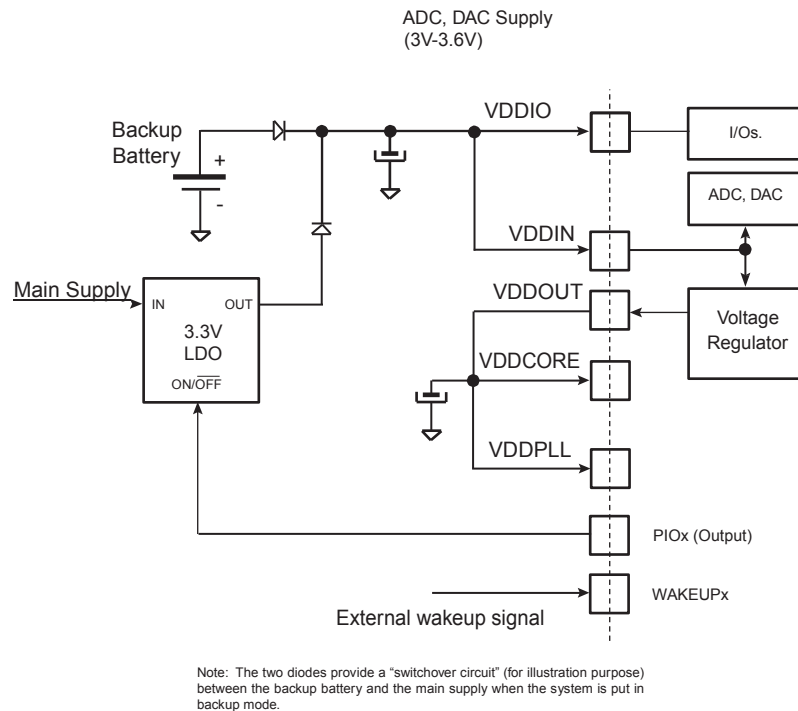 ADC, DAC Supply
(3V-3.6V)
Backup
Battery
+
-
VDDIO
I/Os.
ADC, DAC
VDDIN
Main Supply
IN
OUT
3.3V
LDO
ON/OFF
VDDOUT
Voltage
Regulator
VDDCORE
VDDPLL
PIOx (Output)
External wakeup signal
WAKEUPx
Note: The two diodes provide a “switchover circuit” (for illustration purpose)
between the backup battery and the main supply when the system is put in
backup mode.